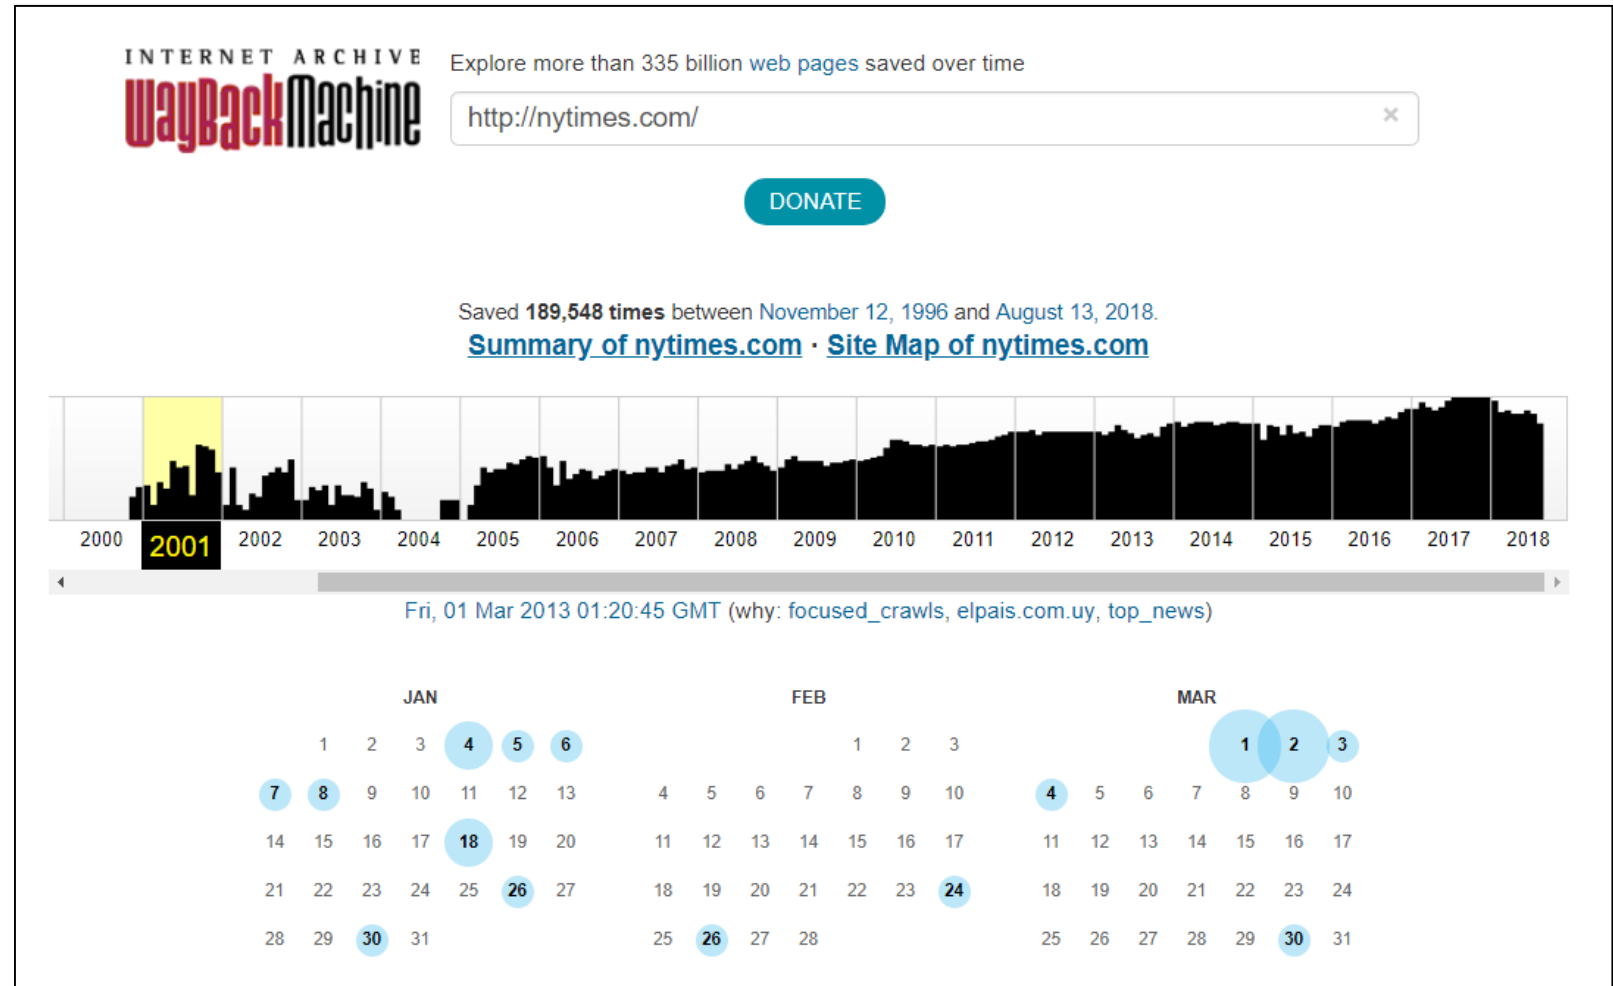 INTERNET ARCHIVE
WayBackMachine
Explore more than 335 billion web pages saved over time
http://nytimes.com/ ×
DONATE
Saved 189,548 times between November 12, 1996 and August 13, 2018.
Summary of nytimes.com · Site Map of nytimes.com
2000 2001 2002 2003 2004 2005 2006 2007 2008 2009 2010 2011 2012 2013 2014 2015 2016 2017 2018
Fri, 01 Mar 2013 01:20:45 GMT (why: focused_crawls, elpais.com.uy, top_news)
JAN
1 2 3 4 5 6
7 8 9 10 11 12 13
14 15 16 17 18 19 20
21 22 23 24 25 26 27
28 29 30 31
FEB
1 2 3
4 5 6 7 8 9 10
11 12 13 14 15 16 17
18 19 20 21 22 23 24
25 26 27 28
MAR
1 2 3
4 5 6 7 8 9 10
11 12 13 14 15 16 17
18 19 20 21 22 23 24
25 26 27 28 29 30 31